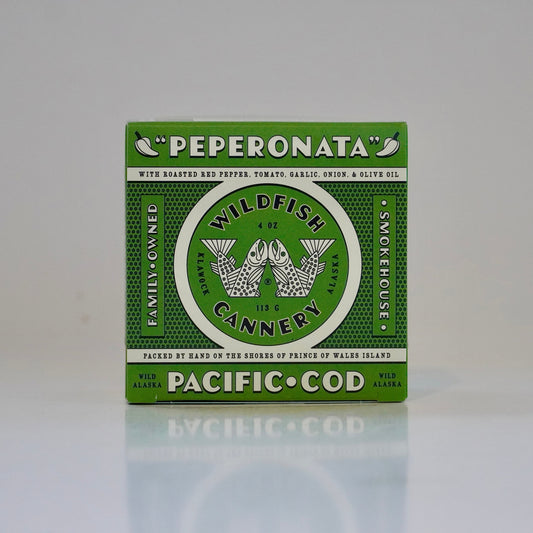 "PEPERONATA"
WITH ROASTED RED PEPPER, TOMATO, GARLIC, ONION, & OLIVE OIL
FAMILY • OWNED
WILDFISH
4 OZ
KLAWOCK
ALASKA
®
113 G
CANNERY
• SMOKEHOUSE •
PACKED BY HAND ON THE SHORES OF PRINCE OF WALES ISLAND
WILD ALASKA
PACIFIC • COD
WILD ALASKA